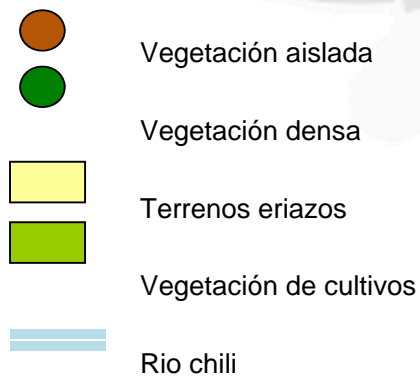 Vegetación aislada
Vegetación densa
Terrenos eriazos
Vegetación de cultivos
Rio chili